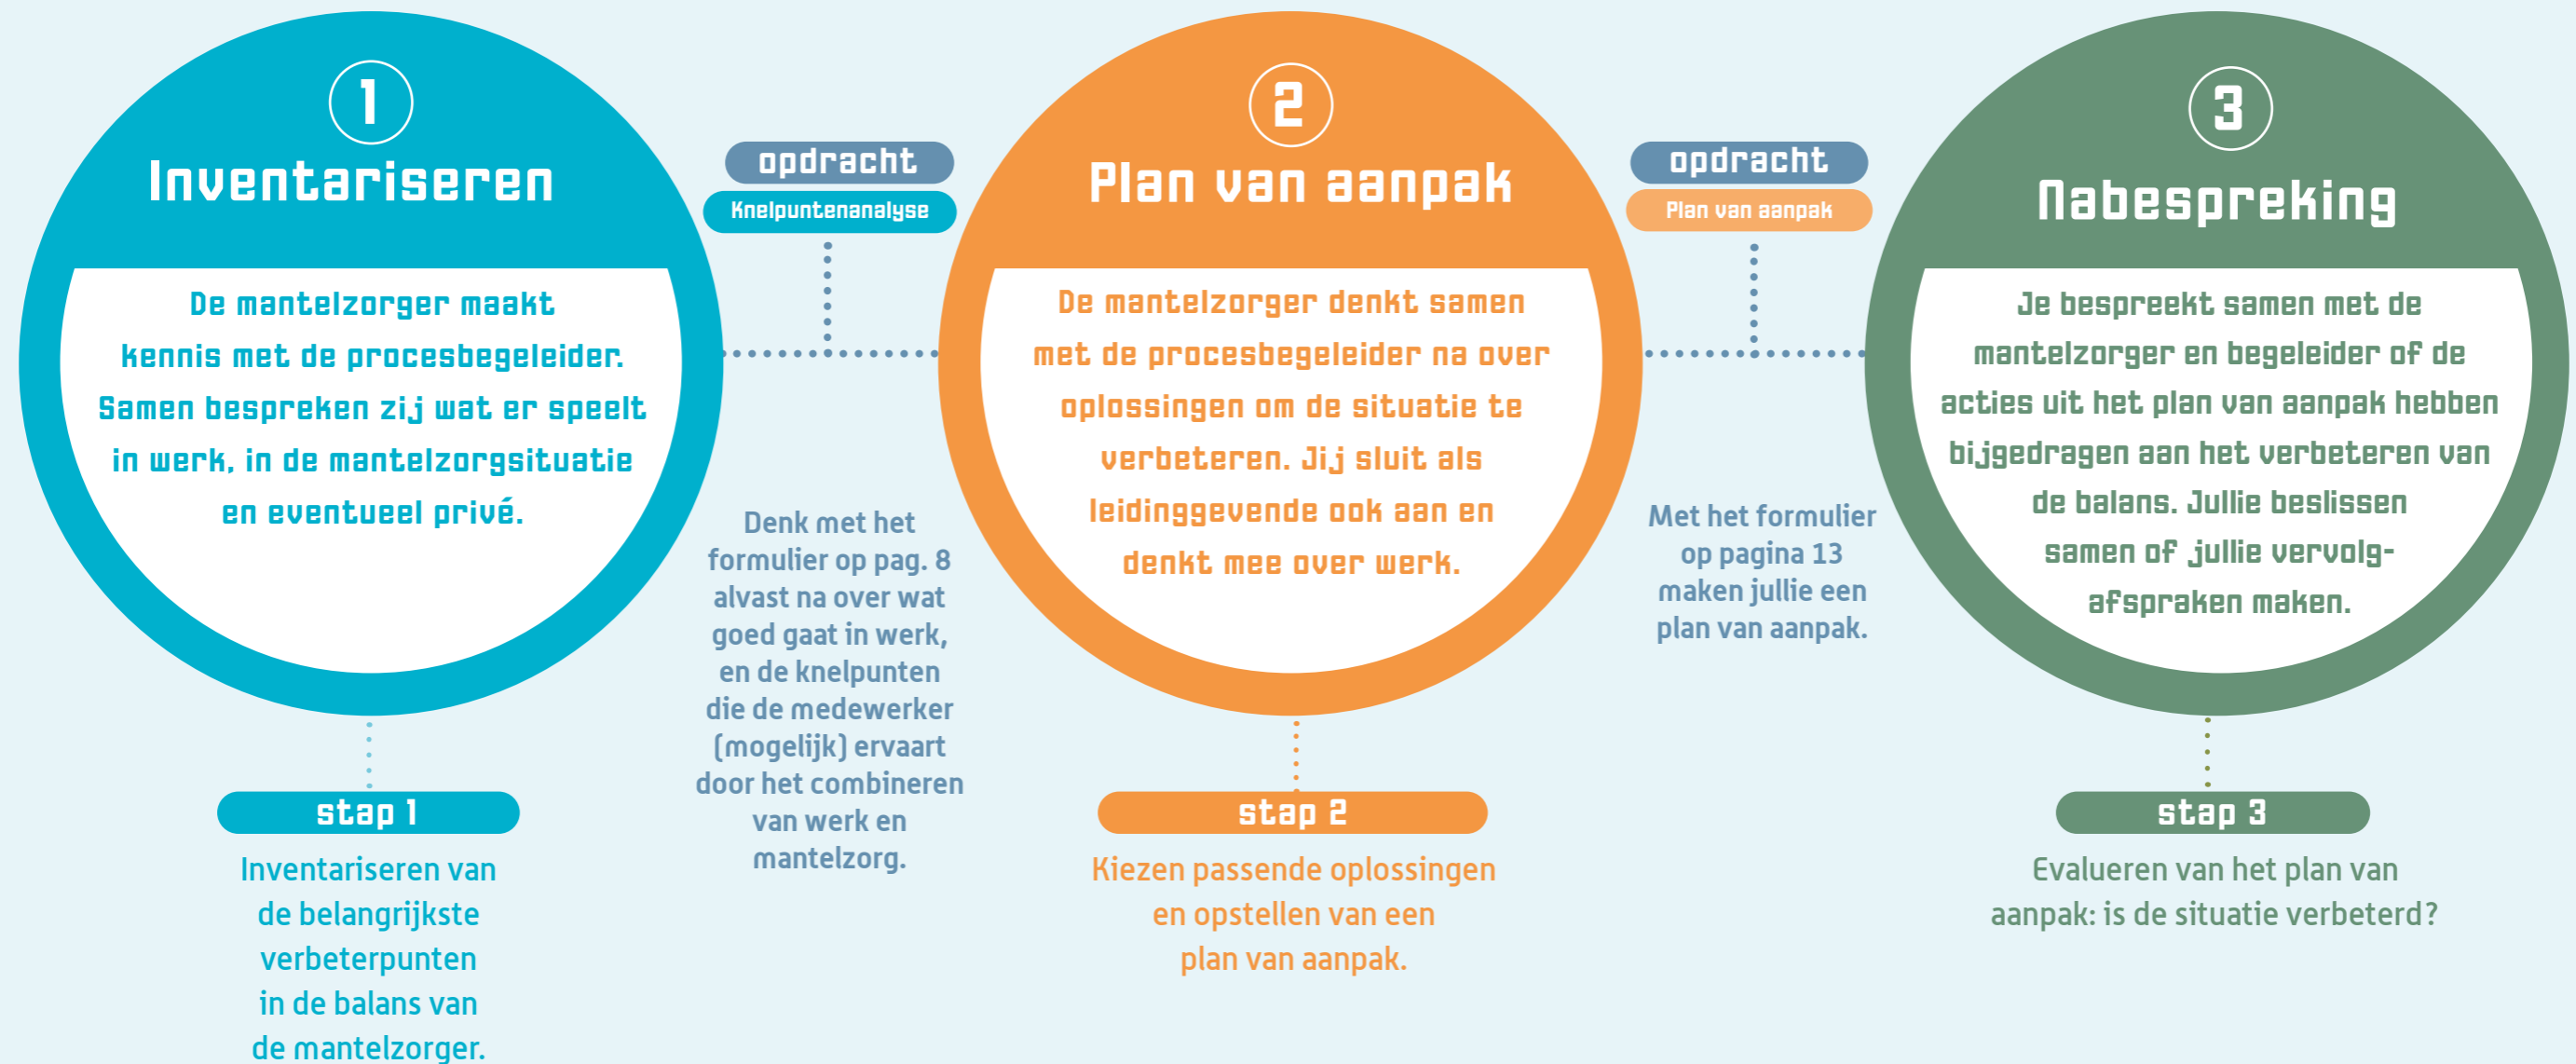 1
Inventariseren
De mantelzorger maakt
kennis met de procesbegeleider.
Samen bespreken zij wat er speelt
in werk, in de mantelzorgsituatie
en eventueel privé.
stap 1
Inventariseren van
de belangrijkste
verbeterpunten
in de balans van
de mantelzorger.
opdracht
Knelpuntenanalyse
Denk met het
formulier op pag. 8
alvast na over wat
goed gaat in werk,
en de knelpunten
die de medewerker
(mogelijk) ervaart
door het combineren
van werk en
mantelzorg.
2
Plan van aanpak
De mantelzorger denkt samen
met de procesbegeleider na over
oplossingen om de situatie te
verbeteren. Jij sluit als
leidinggevende ook aan en
denkt mee over werk.
stap 2
Kiezen passende oplossingen
en opstellen van een
plan van aanpak.
opdracht
Plan van aanpak
Met het formulier
op pagina 13
maken jullie een
plan van aanpak.
3
Nabespreking
Je bespreekt samen met de
mantelzorger en begeleider of de
acties uit het plan van aanpak hebben
bijgedragen aan het verbeteren van
de balans. Jullie beslissen
samen of jullie vervolg-
afspraken maken.
stap 3
Evalueren van het plan van
aanpak: is de situatie verbeterd?